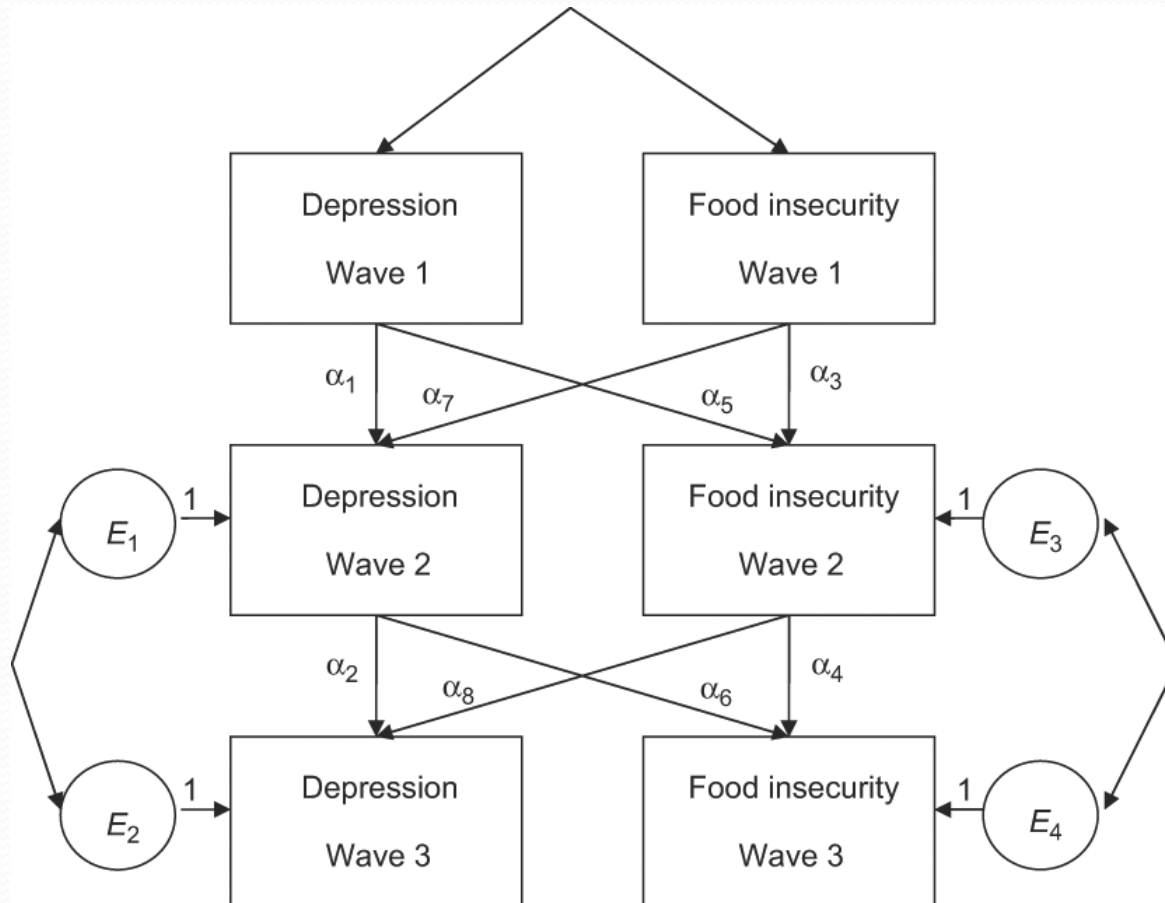 Depression
Wave 1
Food insecurity
Wave 1
α1
α7
α5
α3
E1
1
Depression
Wave 2
Food insecurity
Wave 2
1
E3
α2
α8
α6
α4
E2
1
Depression
Wave 3
Food insecurity
Wave 3
1
E4